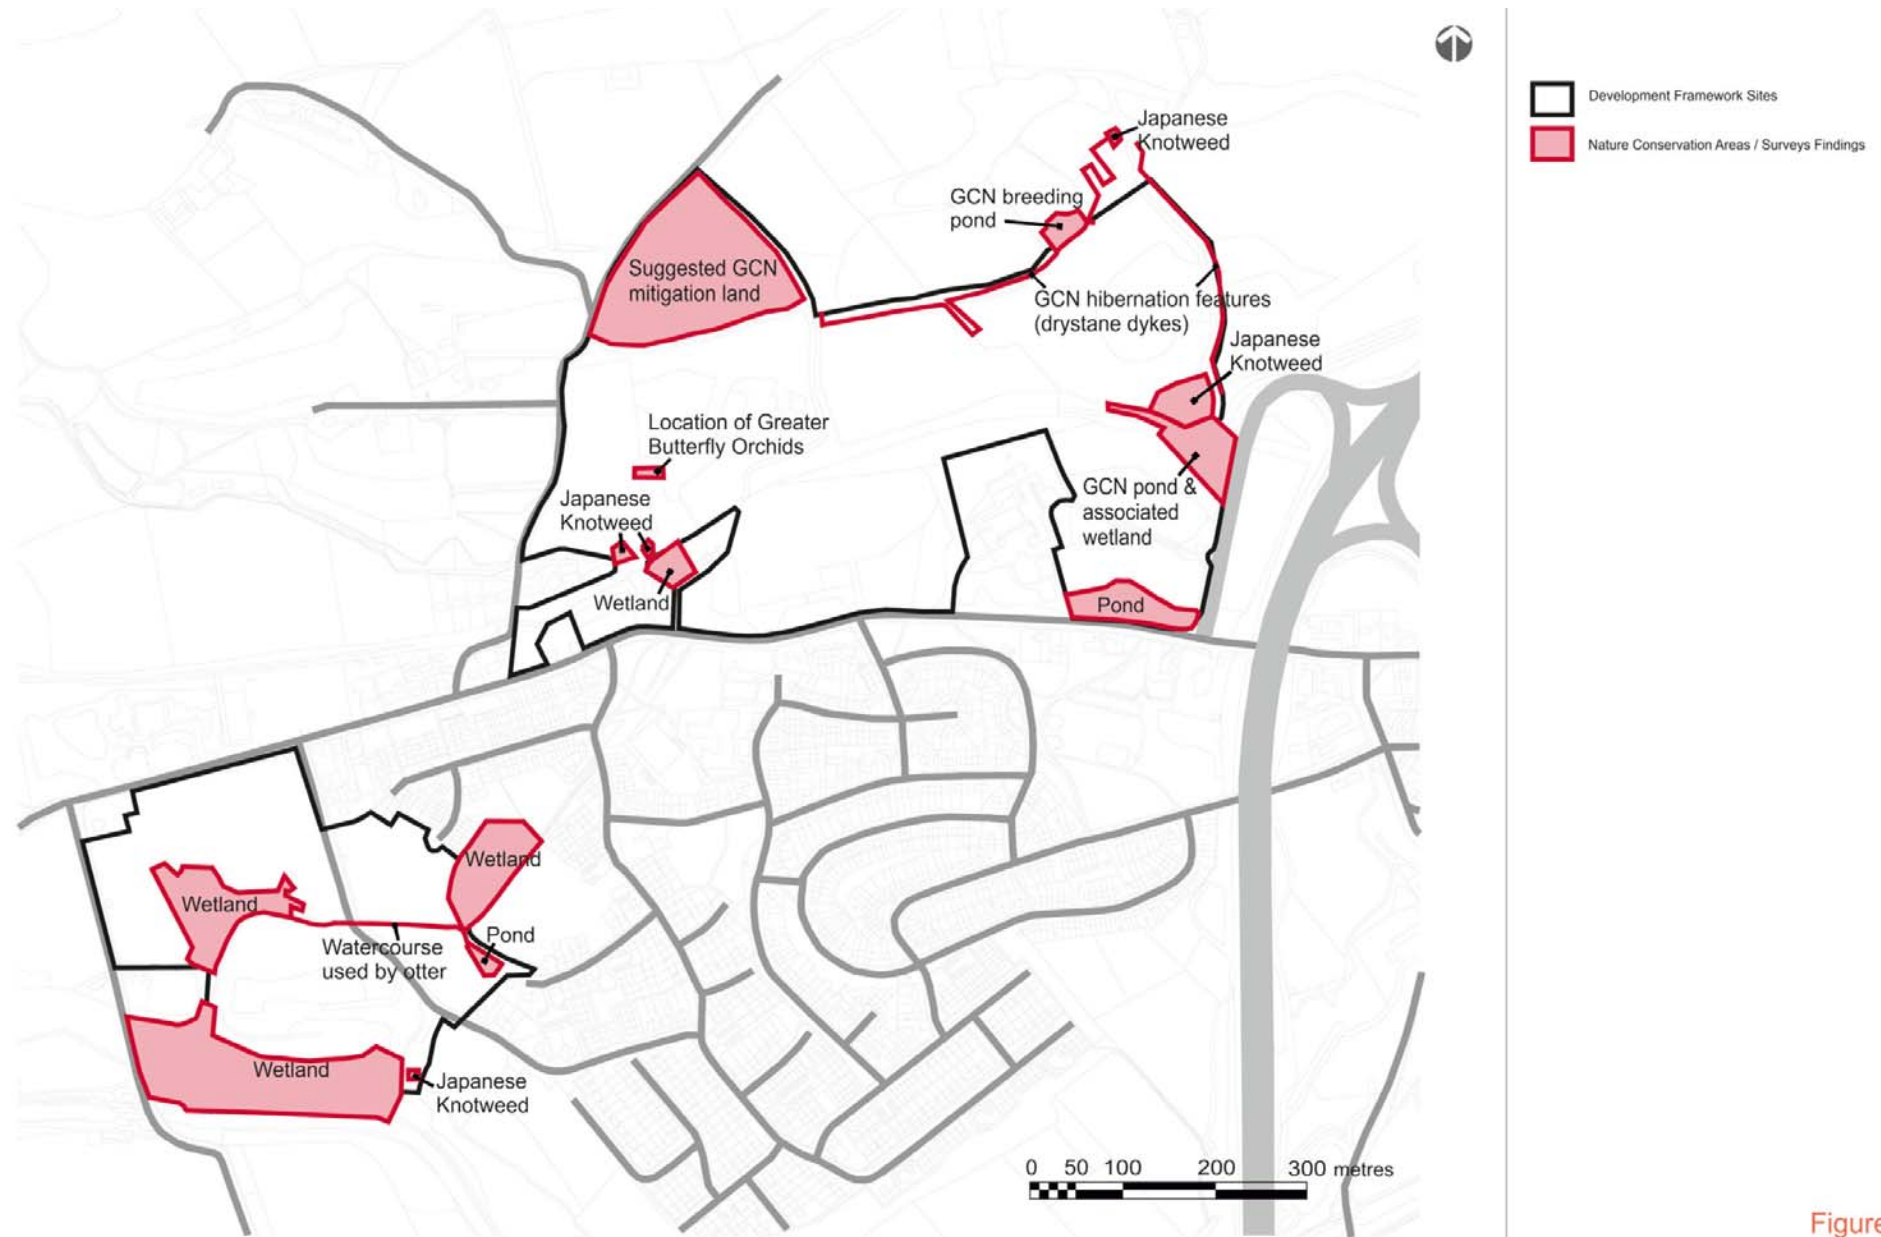 Development Framework Sites
Nature Conservation Areas / Surveys Findings
Japanese
Knotweed
GCN breeding
pond
Suggested GCN
mitigation land
GCN hibernation features
(drystane dykes)
Japanese
Knotweed
Location of Greater
Butterfly Orchids
Japanese
Knotweed
GCN pond &
associated
wetland
Wetland
Pond
Wetland
Wetland
Pond
Watercourse
used by otter
Wetland
Japanese
Knotweed
0 50 100 200 300 metres
Figure